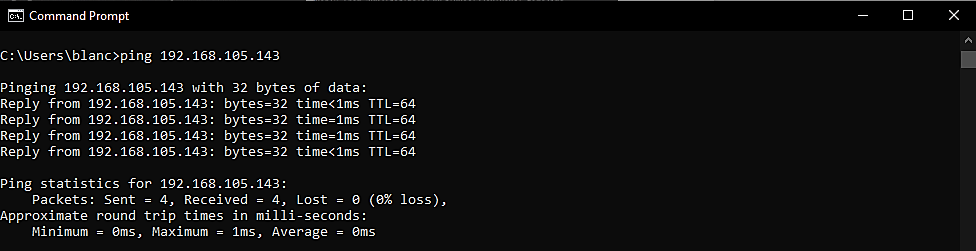 Command Prompt
C:\Users\blanc>ping 192.168.105.143
Pinging 192.168.105.143 with 32 bytes of data:
Reply from 192.168.105.143: bytes=32 time<1ms TTL=64
Reply from 192.168.105.143: bytes=32 time=1ms TTL=64
Reply from 192.168.105.143: bytes=32 time=1ms TTL=64
Reply from 192.168.105.143: bytes=32 time<1ms TTL=64
Ping statistics for 192.168.105.143:
    Packets: Sent = 4, Received = 4, Lost = 0 (0% loss),
Approximate round trip times in milli-seconds:
    Minimum = 0ms, Maximum = 1ms, Average = 0ms